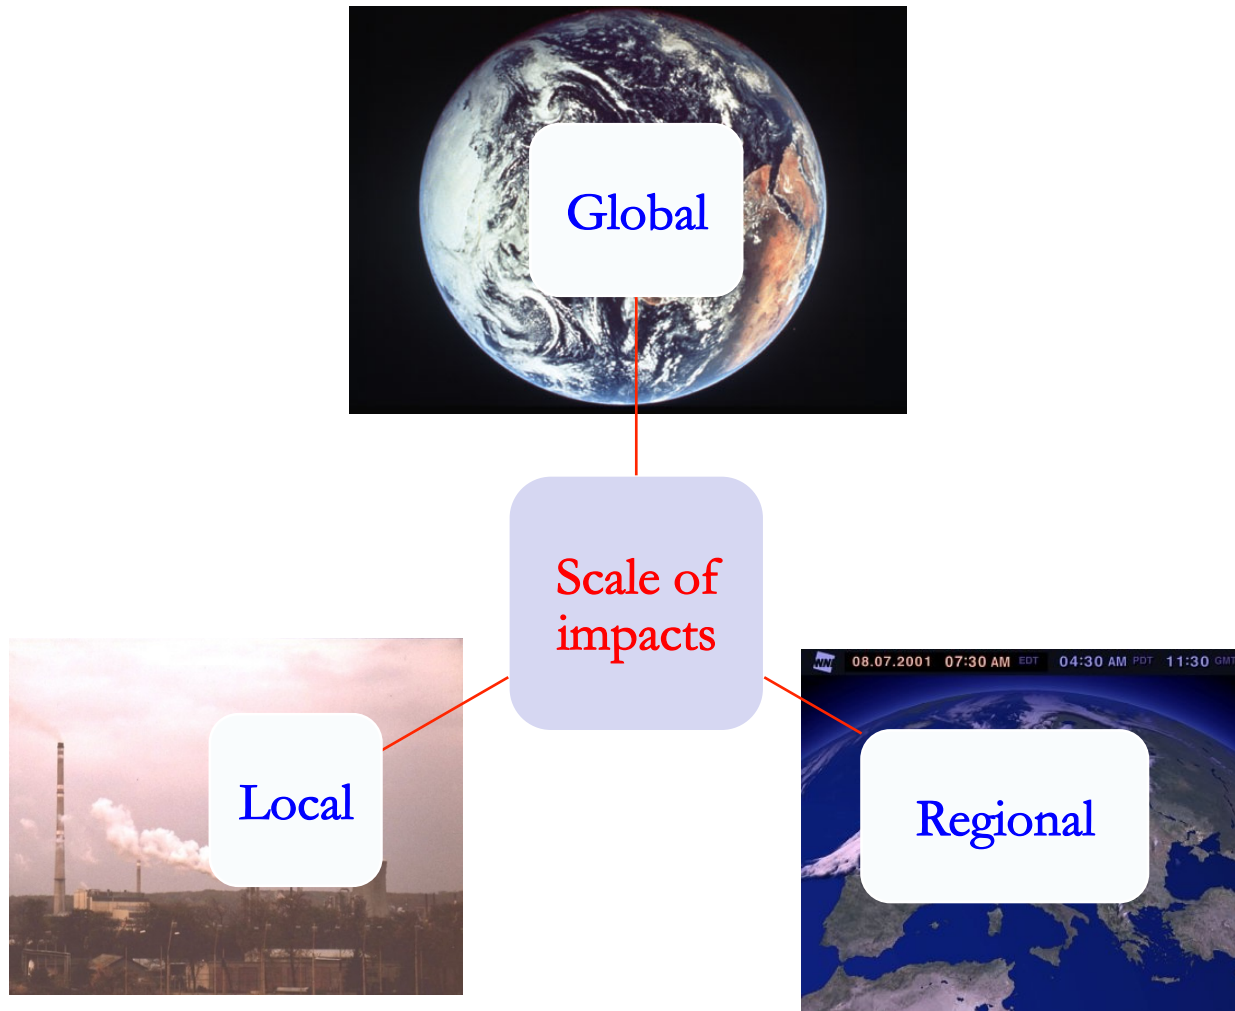 Global
Scale of
impacts
Local
08.07.2001 07:30 AM EDT 04:30 AM PDT 11:30 GMT
Regional